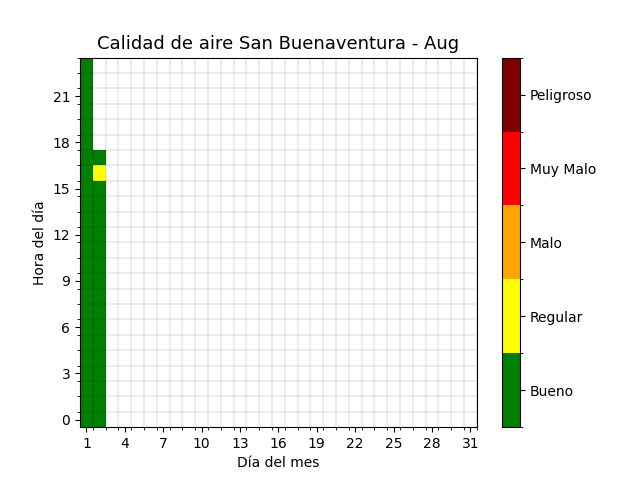 Calidad de aire San Buenaventura - Aug
21
18
15
12
9
6
3
0
Hora del día
1 4 7 10 13 16 19 22 25 28 31
Día del mes
Peligroso
Muy Malo
Malo
Regular
Bueno